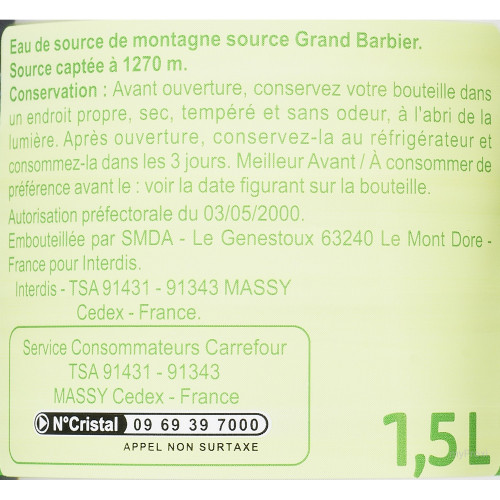 Eau de source de montagne source Grand Barbier.
Source captée à 1270 m.
Conservation : Avant ouverture, conservez votre bouteille dans
un endroit propre, sec, tempéré et sans odeur, à l'abri de la
lumière. Après ouverture, conservez-la au réfrigérateur et
consommez-la dans les 3 jours. Meilleur Avant / À consommer de
préférence avant le : voir la date figurant sur la bouteille.
Autorisation préfectorale du 03/05/2000.
Embouteillée par SMDA - Le Genestoux 63240 Le Mont Dore -
France pour Interdis.
Interdis - TSA 91431 - 91343 MASSY
Cedex - France.
Service Consommateurs Carrefour
TSA 91431 - 91343
MASSY Cedex - France
N°Cristal 09 69 39 7000
APPEL NON SURTAXE
1,5L